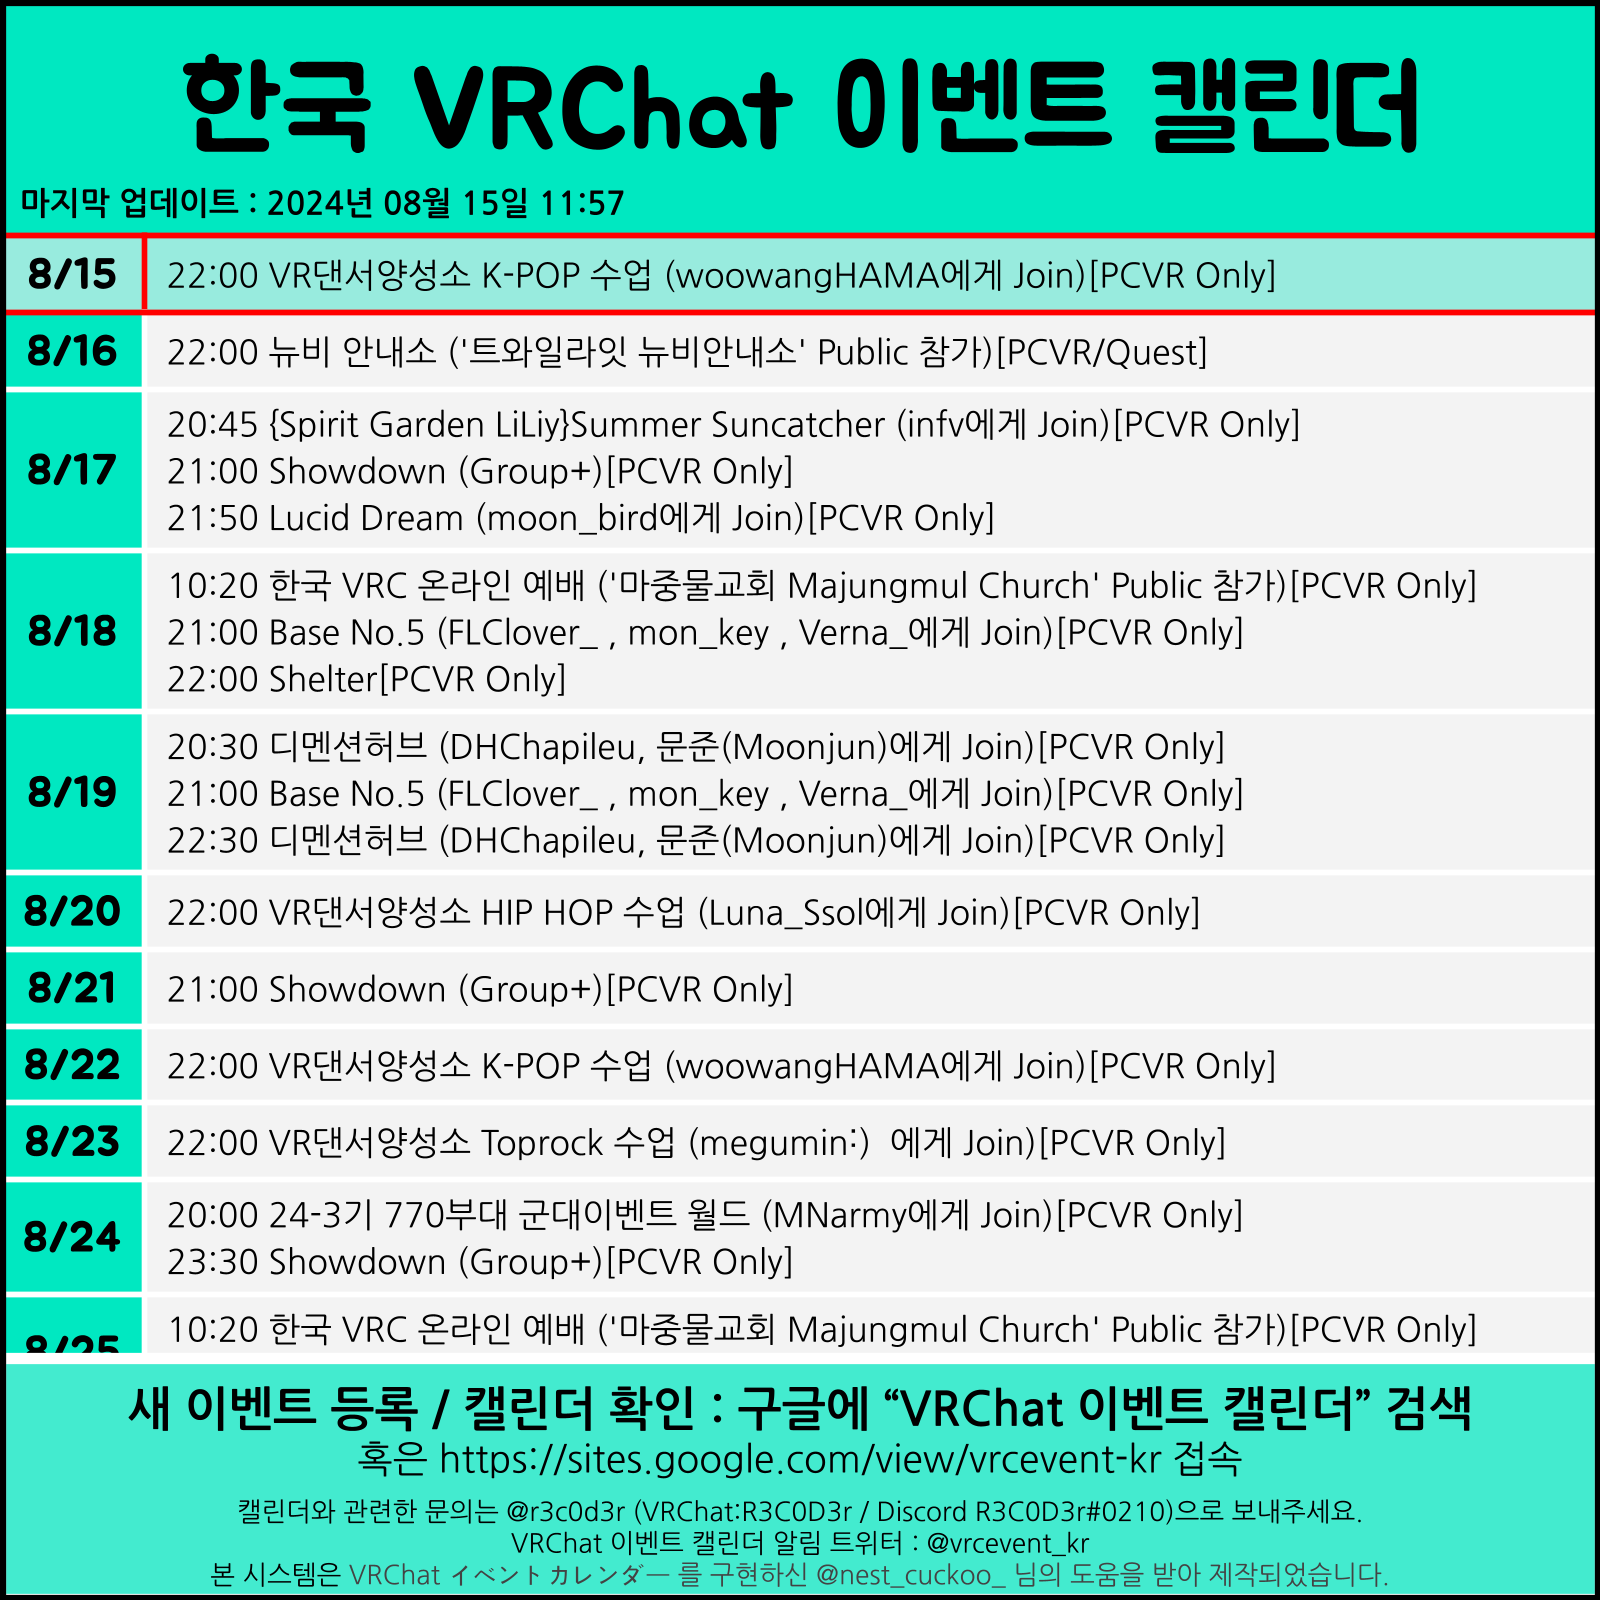 한국 VRChat 이벤트 캘린더
마지막 업데이트 : 2024년 08월 15일 11:57
8/15
22:00 VR댄서양성소 K-POP 수업 (woowangHAMA에게 Join)[PCVR Only]
8/16
22:00 뉴비 안내소 ('트와일라잇 뉴비안내소' Public 참가)[PCVR/Quest]
8/17
20:45 {Spirit Garden LiLiy}Summer Suncatcher (infv에게 Join)[PCVR Only]
21:00 Showdown (Group+)[PCVR Only]
21:50 Lucid Dream (moon_bird에게 Join)[PCVR Only]
8/18
10:20 한국 VRC 온라인 예배 ('마중물교회 Majungmul Church' Public 참가)[PCVR Only]
21:00 Base No.5 (FLClover_ , mon_key , Verna_에게 Join)[PCVR Only]
22:00 Shelter[PCVR Only]
8/19
20:30 디멘션허브 (DHChapileu, 문준(Moonjun)에게 Join)[PCVR Only]
21:00 Base No.5 (FLClover_ , mon_key , Verna_에게 Join)[PCVR Only]
22:30 디멘션허브 (DHChapileu, 문준(Moonjun)에게 Join)[PCVR Only]
8/20
22:00 VR댄서양성소 HIP HOP 수업 (Luna_Ssol에게 Join)[PCVR Only]
8/21
21:00 Showdown (Group+)[PCVR Only]
8/22
22:00 VR댄서양성소 K-POP 수업 (woowangHAMA에게 Join)[PCVR Only]
8/23
22:00 VR댄서양성소 Toprock 수업 (megumin:)  에게 Join)[PCVR Only]
8/24
20:00 24-3기 770부대 군대이벤트 월드 (MNarmy에게 Join)[PCVR Only]
23:30 Showdown (Group+)[PCVR Only]
8/25
10:20 한국 VRC 온라인 예배 ('마중물교회 Majungmul Church' Public 참가)[PCVR Only]
새 이벤트 등록 / 캘린더 확인 : 구글에 “VRChat 이벤트 캘린더” 검색
혹은 https://sites.google.com/view/vrcevent-kr 접속
캘린더와 관련한 문의는 @r3c0d3r (VRChat:R3C0D3r / Discord R3C0D3r#0210)으로 보내주세요.
VRChat 이벤트 캘린더 알림 트위터 : @vrcevent_kr
본 시스템은 VRChat イベントカレンダー 를 구현하신 @nest_cuckoo_ 님의 도움을 받아 제작되었습니다.